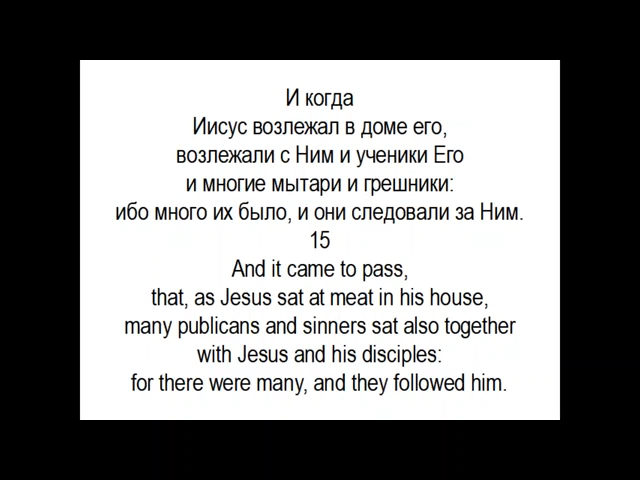 И когда
Иисус возлежал в доме его,
возлежали с Ним и ученики Его
и многие мытари и грешники:
ибо много их было, и они следовали за Ним.
15
And it came to pass,
that, as Jesus sat at meat in his house,
many publicans and sinners sat also together
with Jesus and his disciples:
for there were many, and they followed him.